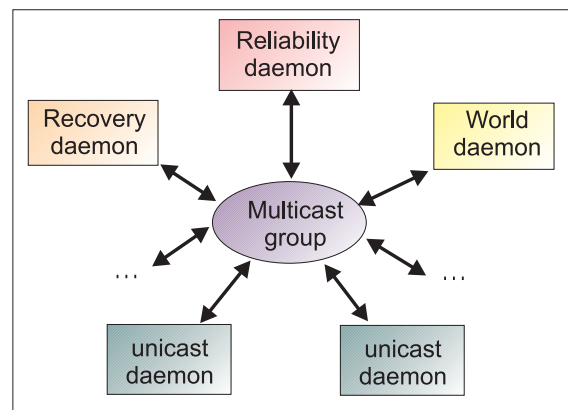 Reliability
daemon
Recovery
daemon
World
daemon
Multicast
group
...
...
unicast
daemon
unicast
daemon